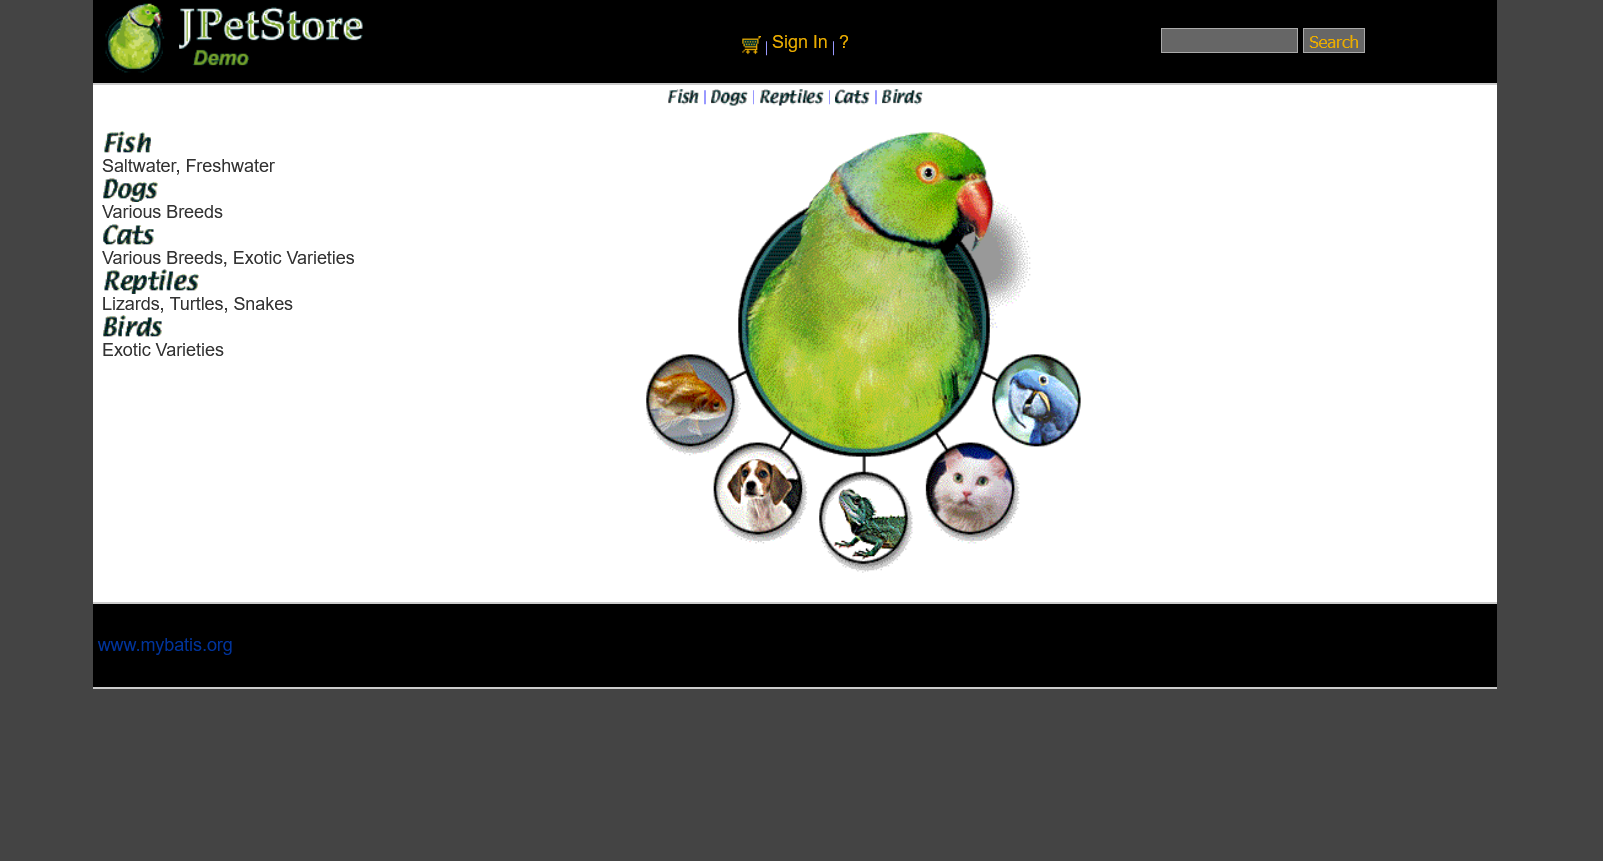 JPetStore
Demo
Sign In ?
Search
Fish Dogs Reptiles Cats Birds
Fish
Saltwater, Freshwater
Dogs
Various Breeds
Cats
Various Breeds, Exotic Varieties
Reptiles
Lizards, Turtles, Snakes
Birds
Exotic Varieties
www.mybatis.org